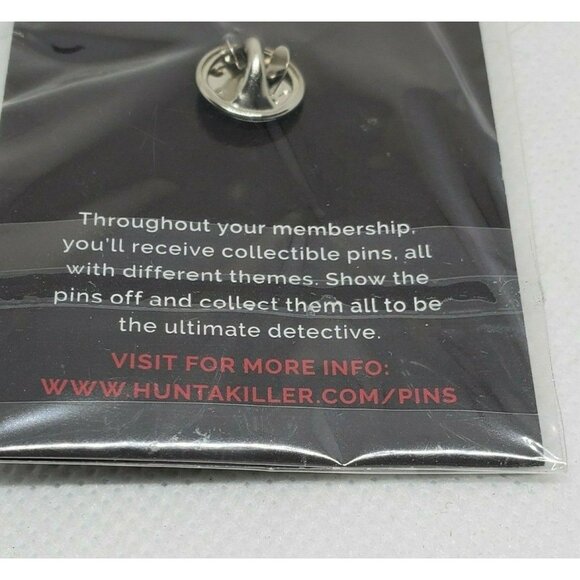 Throughout your membership,
you'll receive collectible pins, all
with different themes. Show the
pins off and collect them all to be
the ultimate detective.
VISIT FOR MORE INFO:
WWW.HUNTAKILLER.COM/PINS